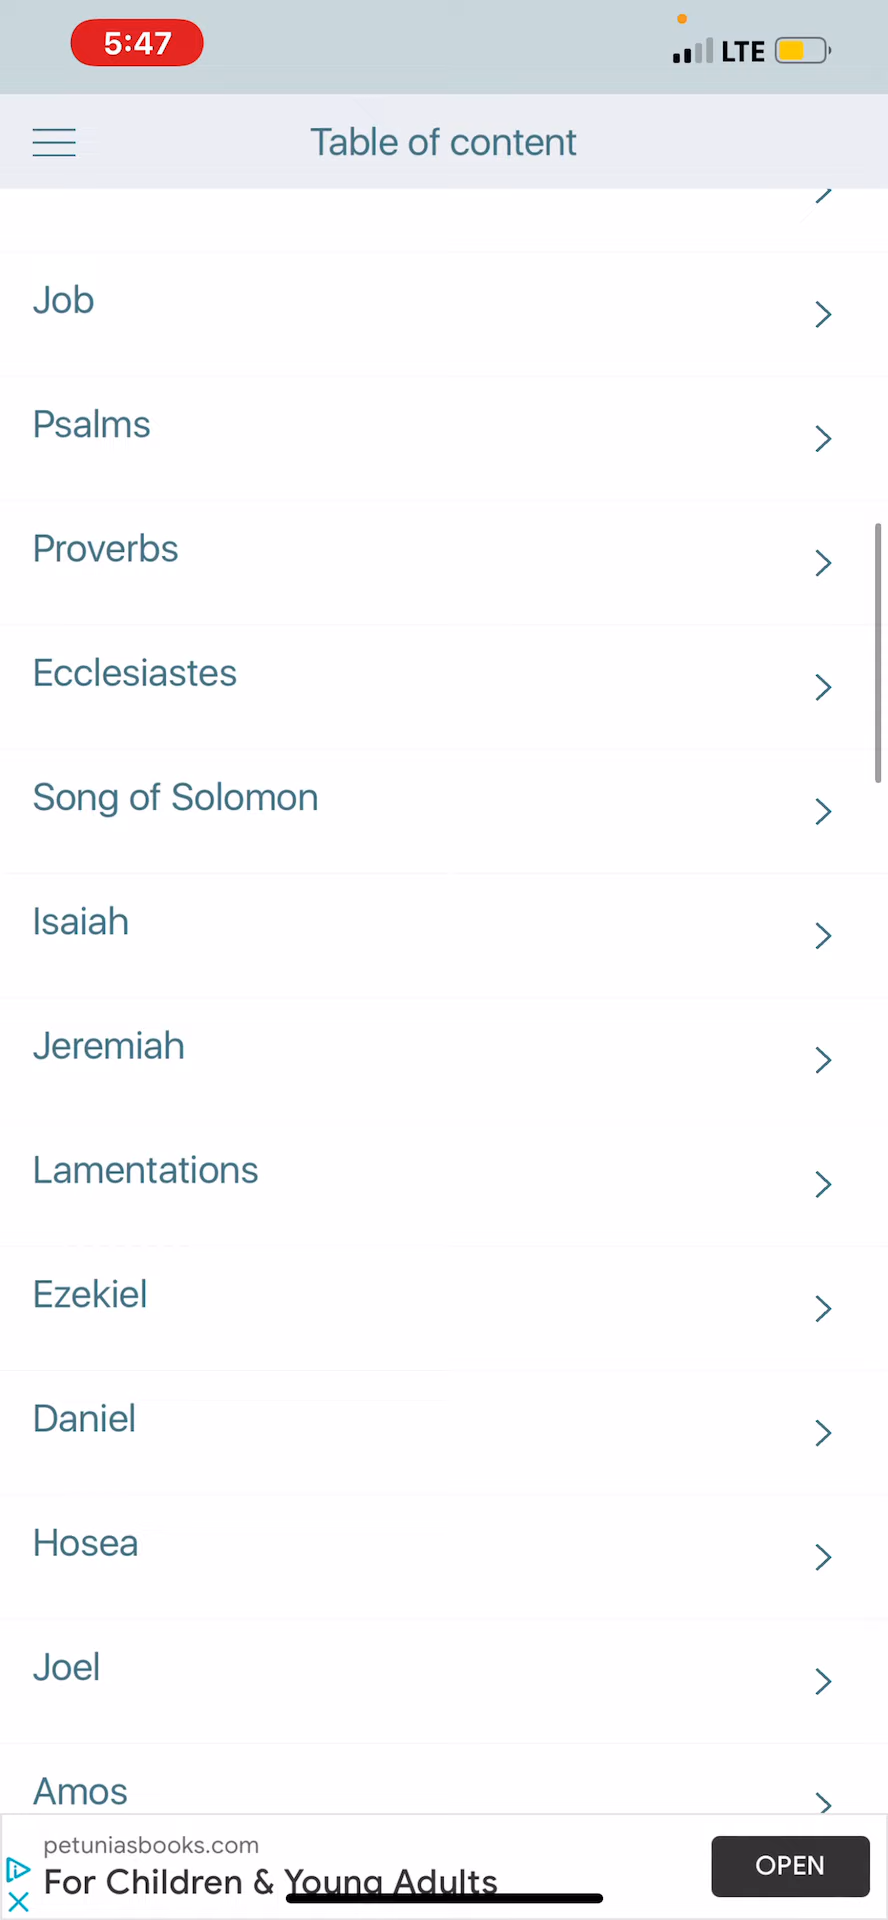 5:47
LTE
Table of content
Job
Psalms
Proverbs
Ecclesiastes
Song of Solomon
Isaiah
Jeremiah
Lamentations
Ezekiel
Daniel
Hosea
Joel
Amos
petuniasbooks.com
For Children & Young Adults
OPEN